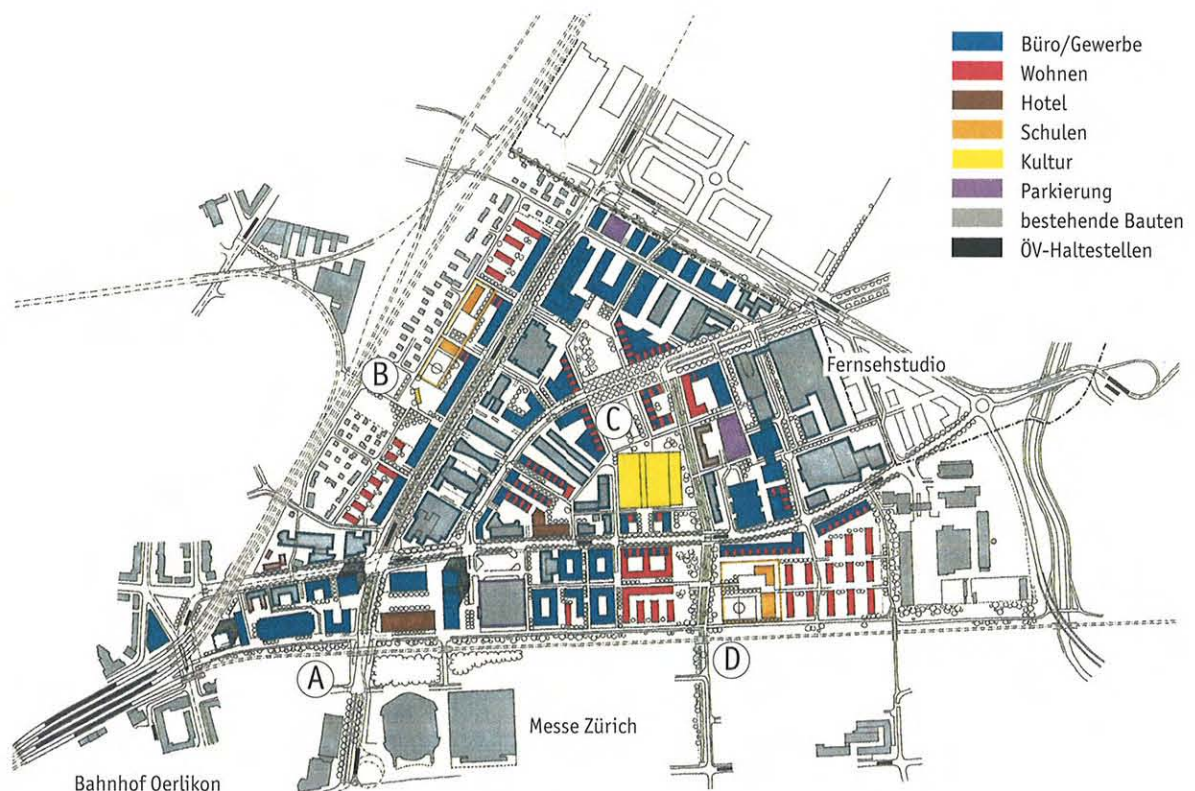 Büro/Gewerbe
Wohnen
Hotel
Schulen
Kultur
Parkierung
bestehende Bauten
ÖV-Haltestellen
Fernsehstudio
B
C
A
D
Messe Zürich
Bahnhof Oerlikon